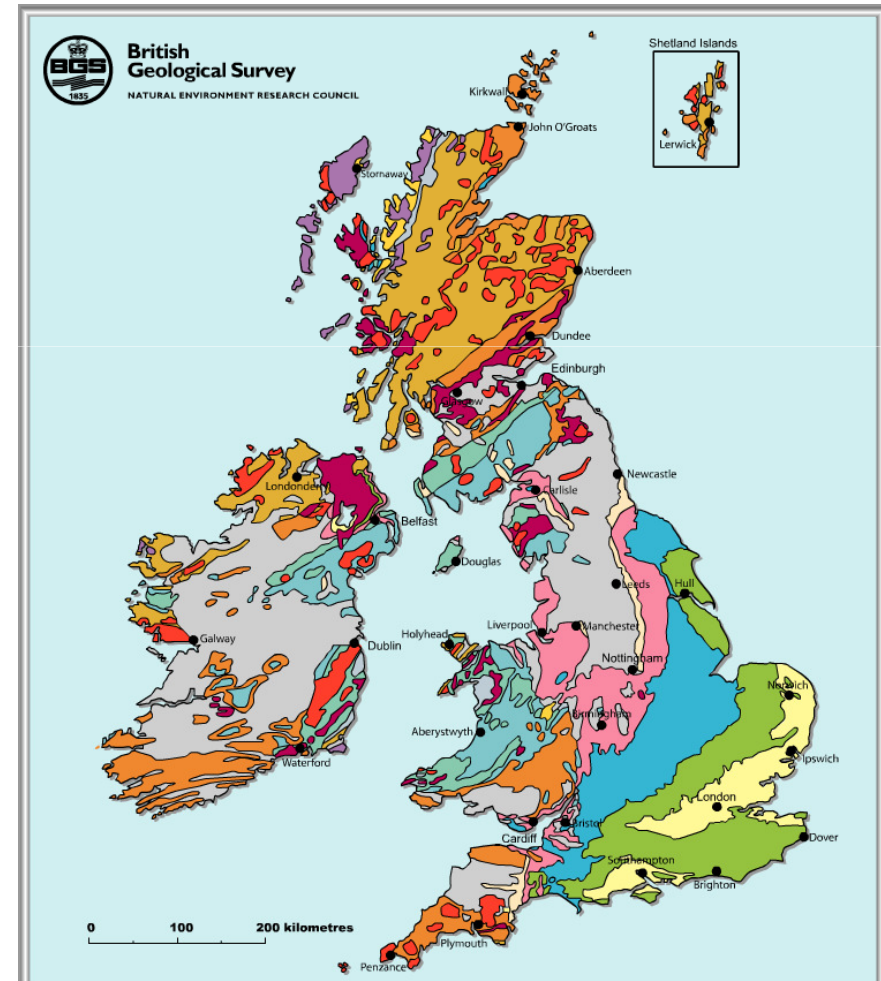 British
Geological Survey
NATURAL ENVIRONMENT RESEARCH COUNCIL
BGS
1835
Shetland Islands
Lerwick
Kirkwall
John O'Groats
Stornaway
Aberdeen
Dundee
Edinburgh
Glasgow
Newcastle
Londonderry
Carlisle
Belfast
Douglas
Leeds
Hull
Liverpool
Manchester
Holyhead
Galway
Dublin
Nottingham
Norwich
Birmingham
Aberystwyth
Ipswich
Waterford
London
Cardiff
Bristol
Dover
Southampton
Brighton
0 100 200 kilometres
Plymouth
Penzance